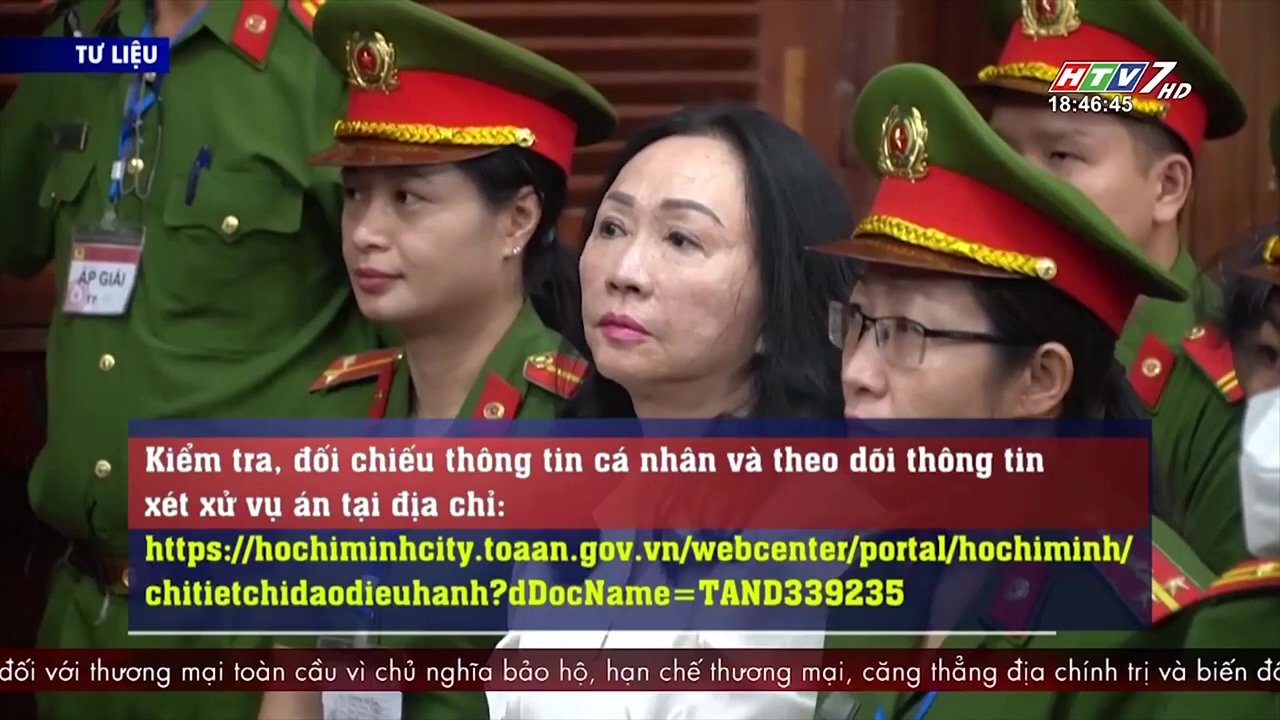 TƯ LIỆU
HTV7 HD
18:46:45
ÁP GIẢI
Kiểm tra, đối chiếu thông tin cá nhân và theo dõi thông tin
xét xử vụ án tại địa chỉ:
https://hochiminhcity.toaan.gov.vn/webcenter/portal/hochiminh/
chitietchidaodieuhanh?dDocName=TAND339235
đối với thương mại toàn cầu vì chủ nghĩa bảo hộ, hạn chế thương mại, căng thẳng địa chính trị và biến